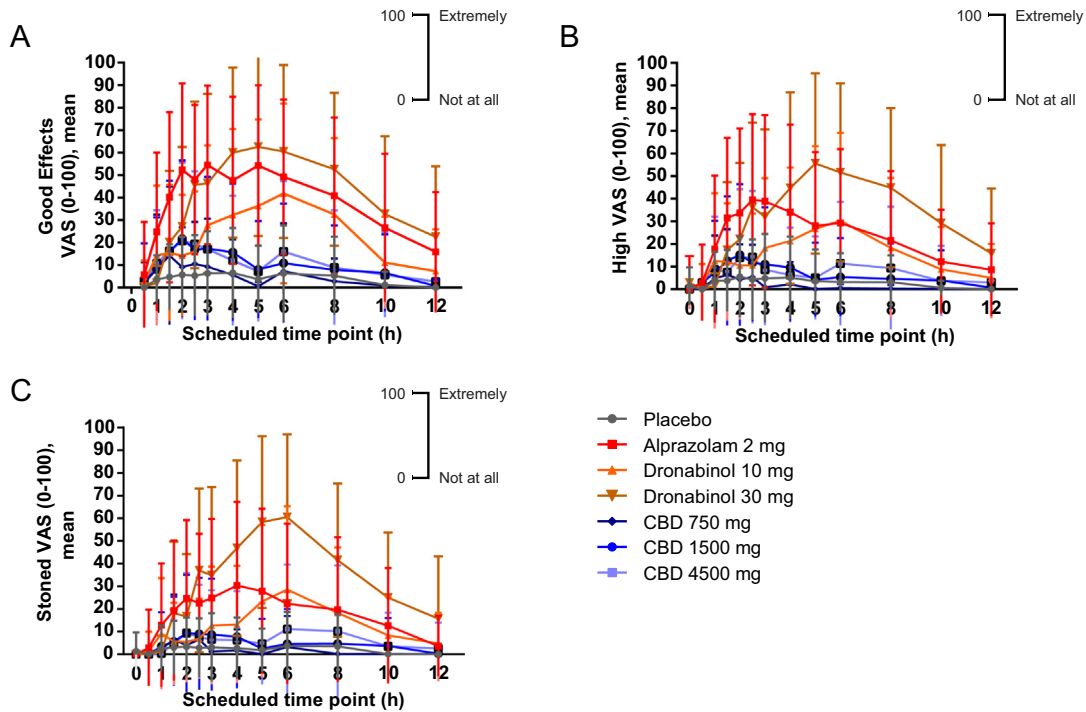 A
100
Extremely
0
Not at all
Good Effects
VAS (0-100), mean
100
90
80
70
60
50
40
30
20
10
0
0 1 2 3 4 5 6 8 10 12
Scheduled time point (h)
B
100
Extremely
0
Not at all
High VAS (0-100), mean
100
90
80
70
60
50
40
30
20
10
0
0 1 2 3 4 5 6 8 10 12
Scheduled time point (h)
C
100
Extremely
0
Not at all
Stoned VAS (0-100),
mean
100
90
80
70
60
50
40
30
20
10
0
0 1 2 3 4 5 6 8 10 12
Scheduled time point (h)
Placebo
Alprazolam 2 mg
Dronabinol 10 mg
Dronabinol 30 mg
CBD 750 mg
CBD 1500 mg
CBD 4500 mg